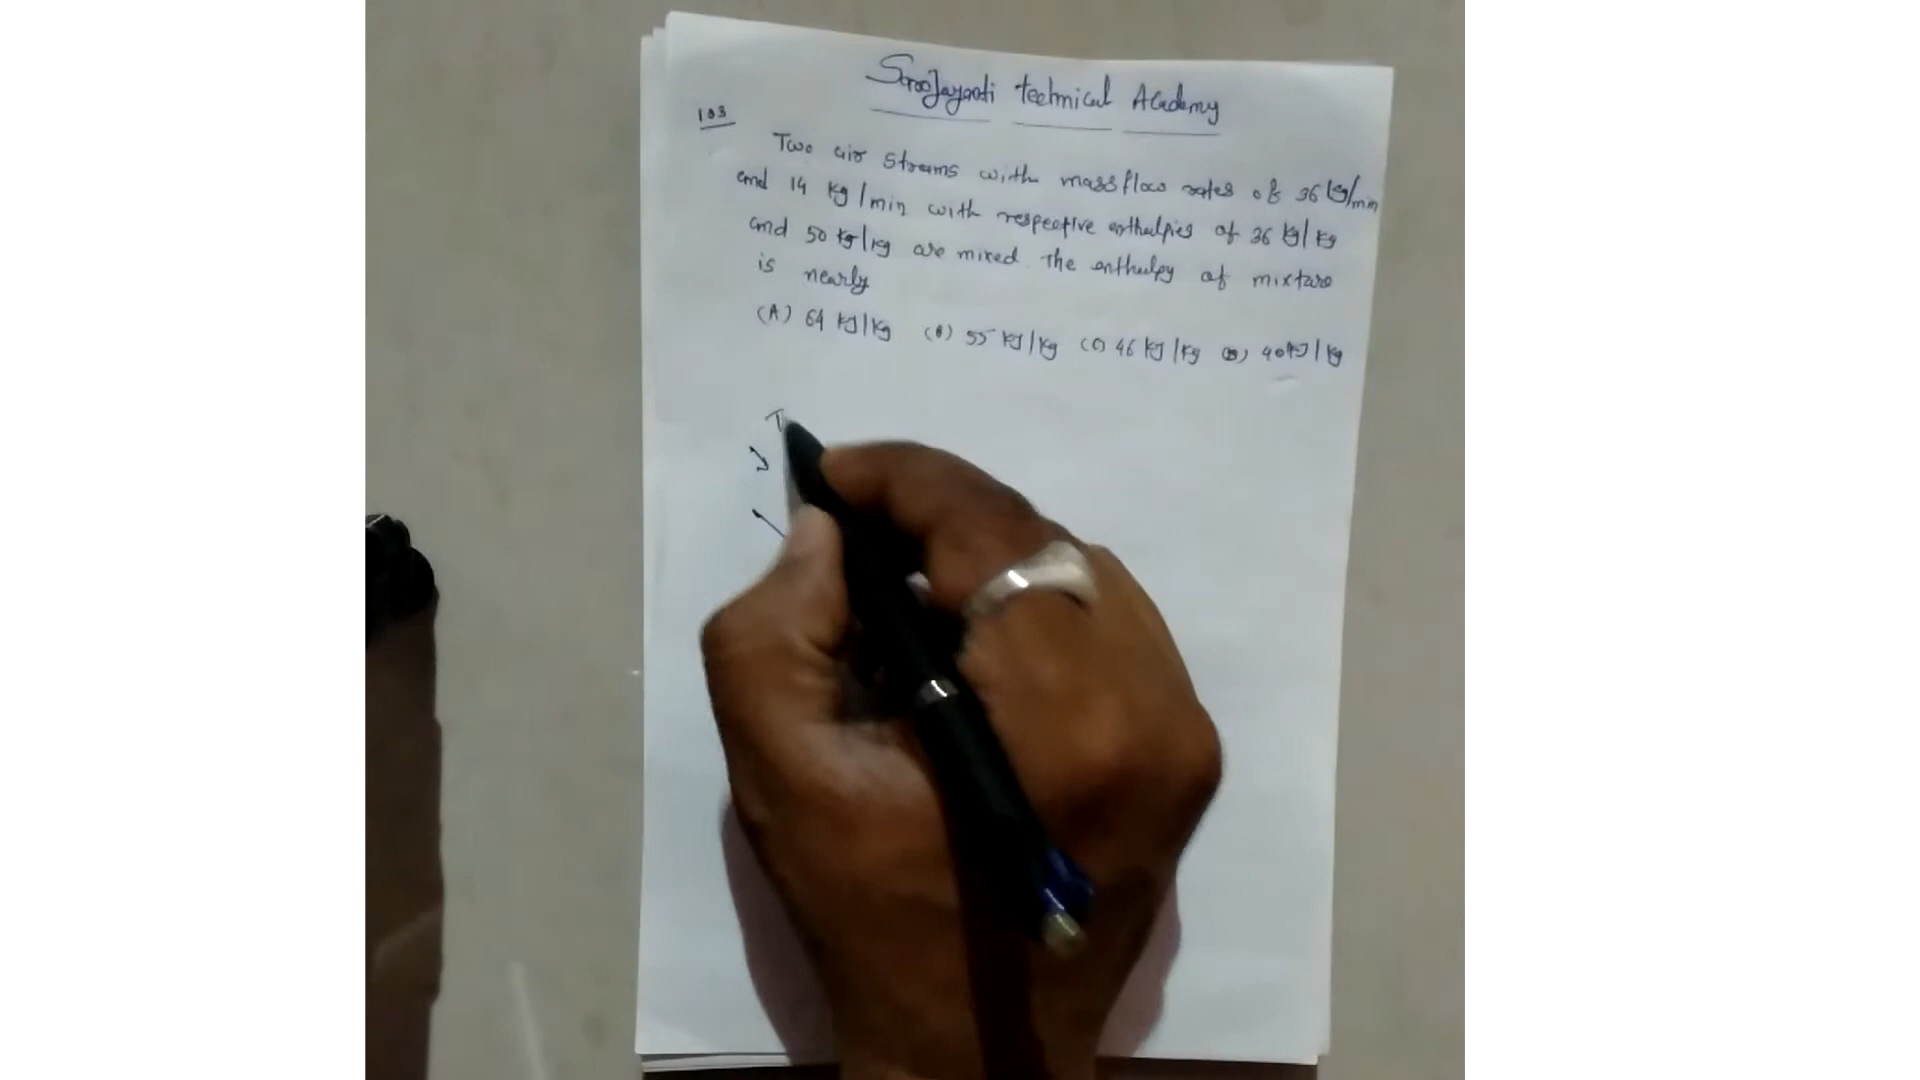 Saroojayaoti technical Academy
103
Two air streams with mass flow rates of 36 kg/min
and 14 kg/min with respective enthalpies of 36 kJ/kg
and 50 kJ/kg are mixed. The enthalpy of mixture
is nearly
(A) 64 kJ/kg (B) 55 kJ/kg (C) 46 kJ/kg (D) 40 kJ/kg